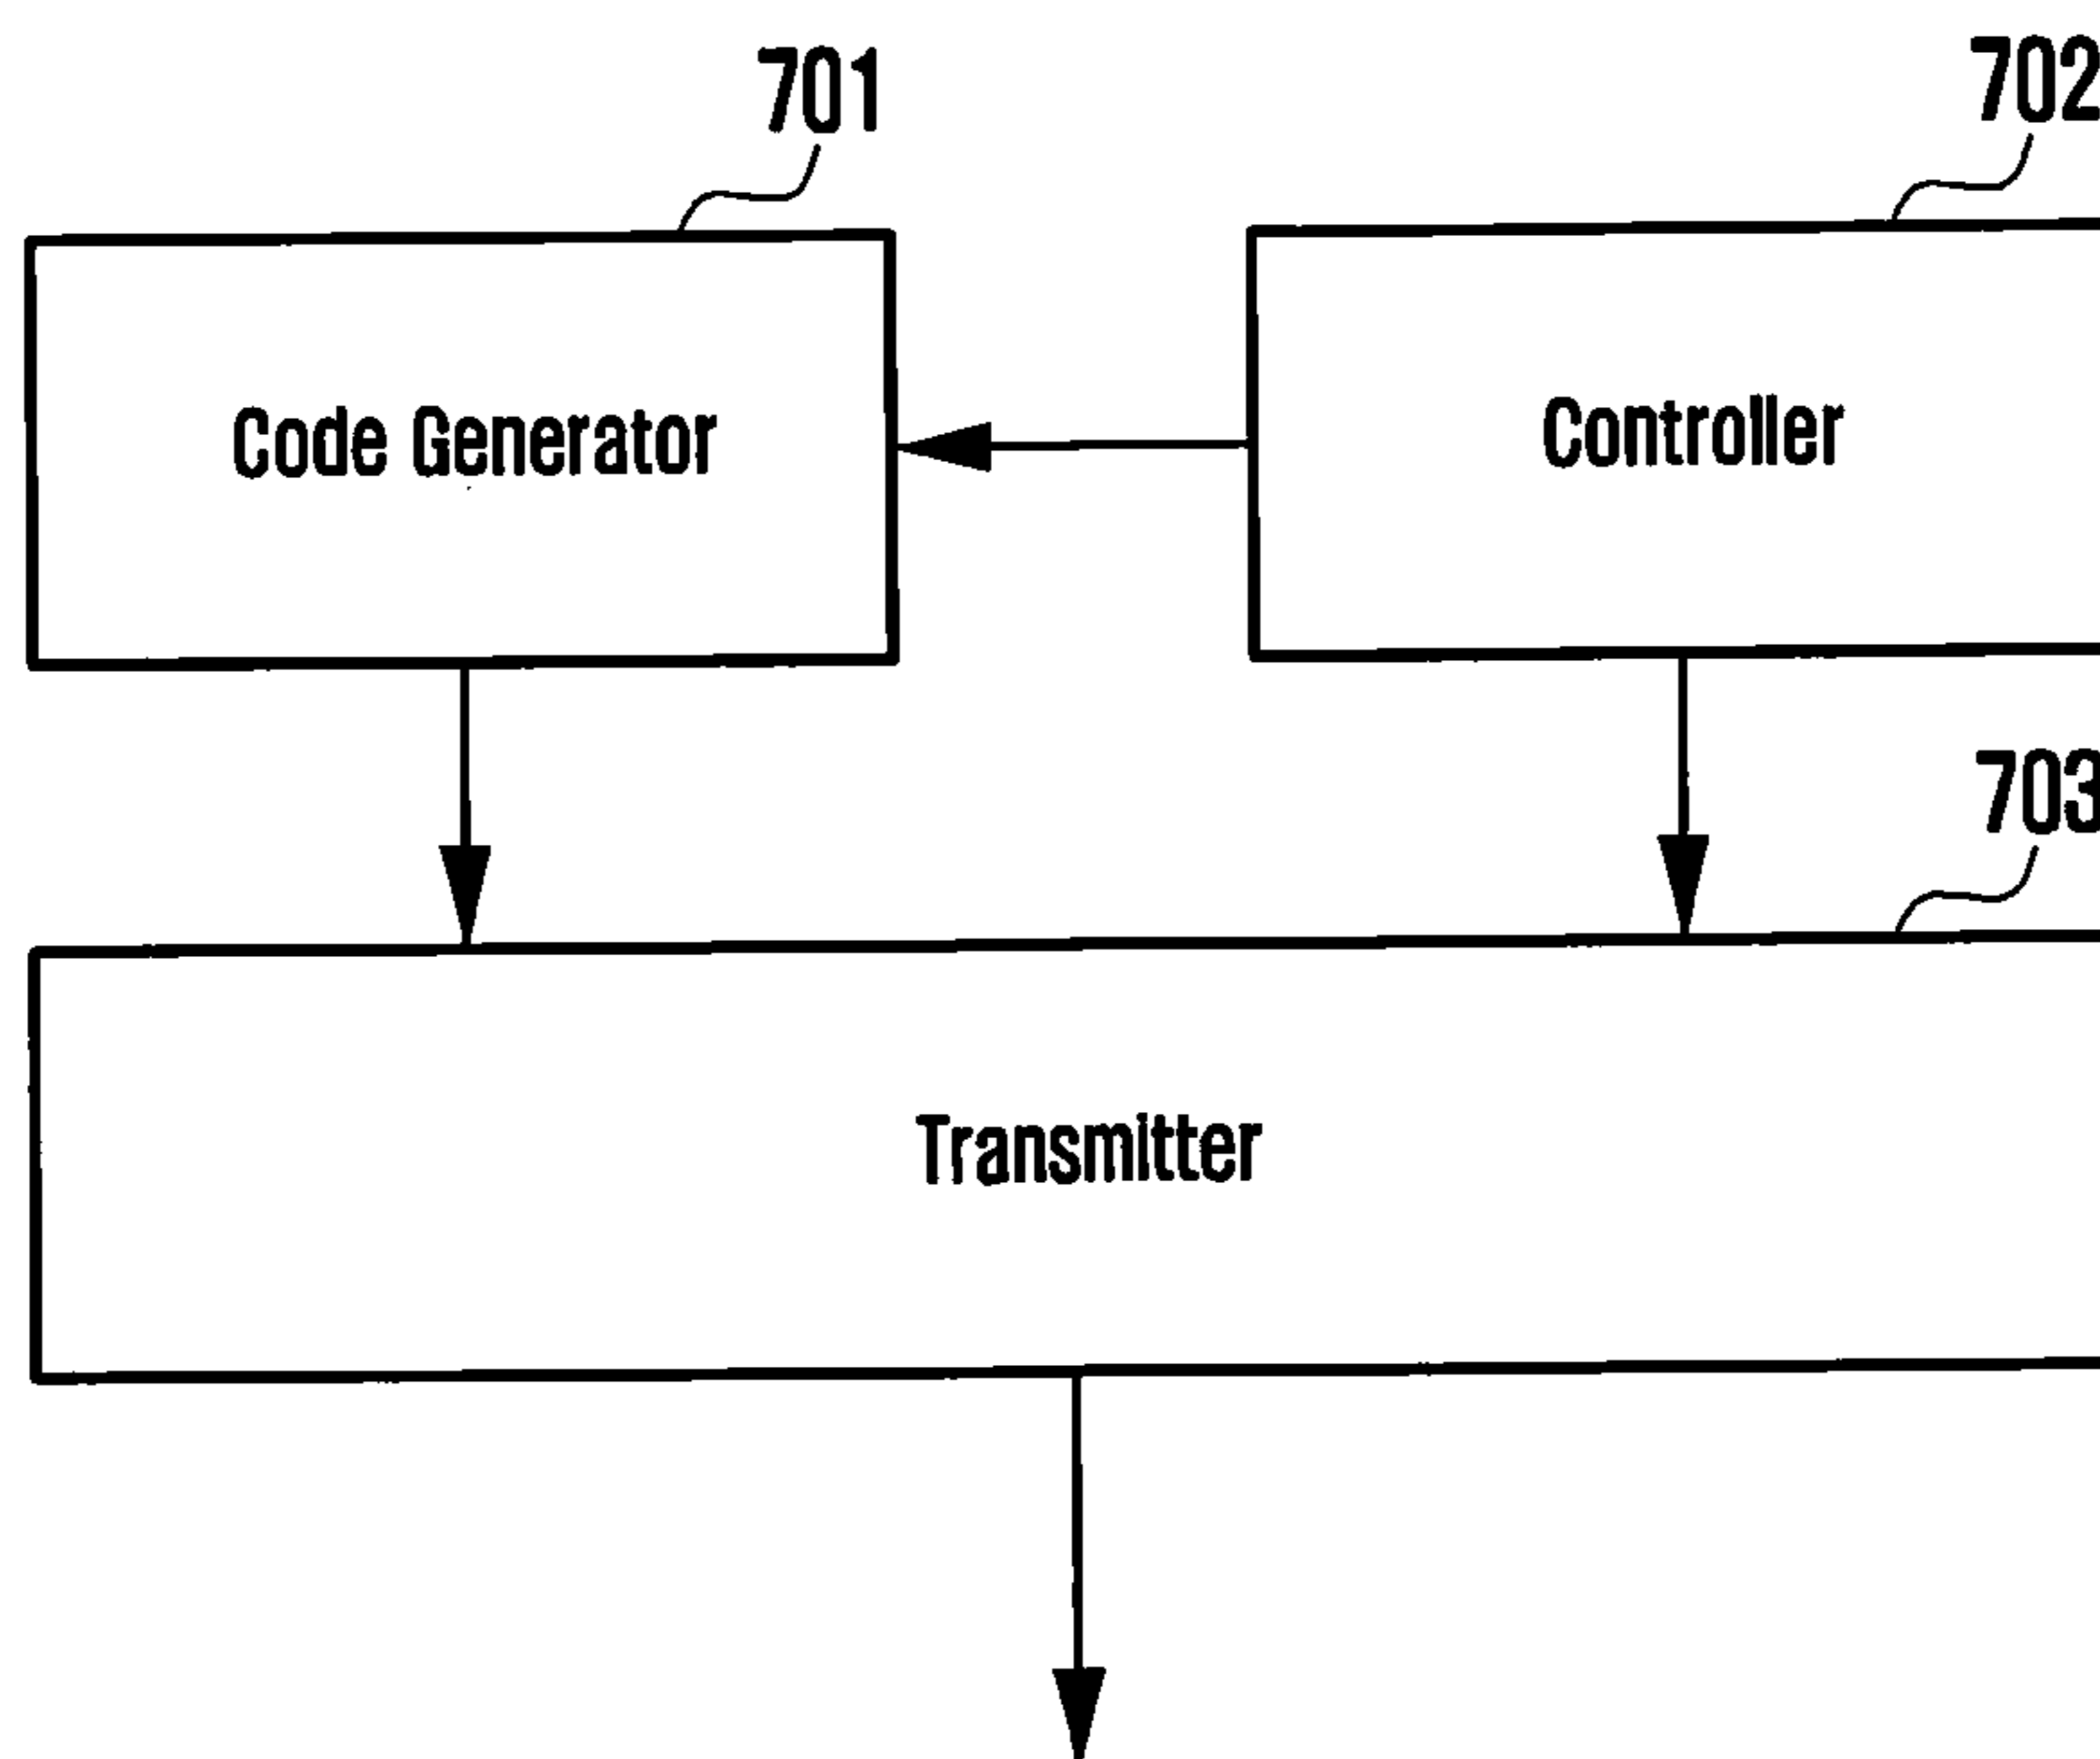 701
702
Code Generator
Controller
703
Transmitter